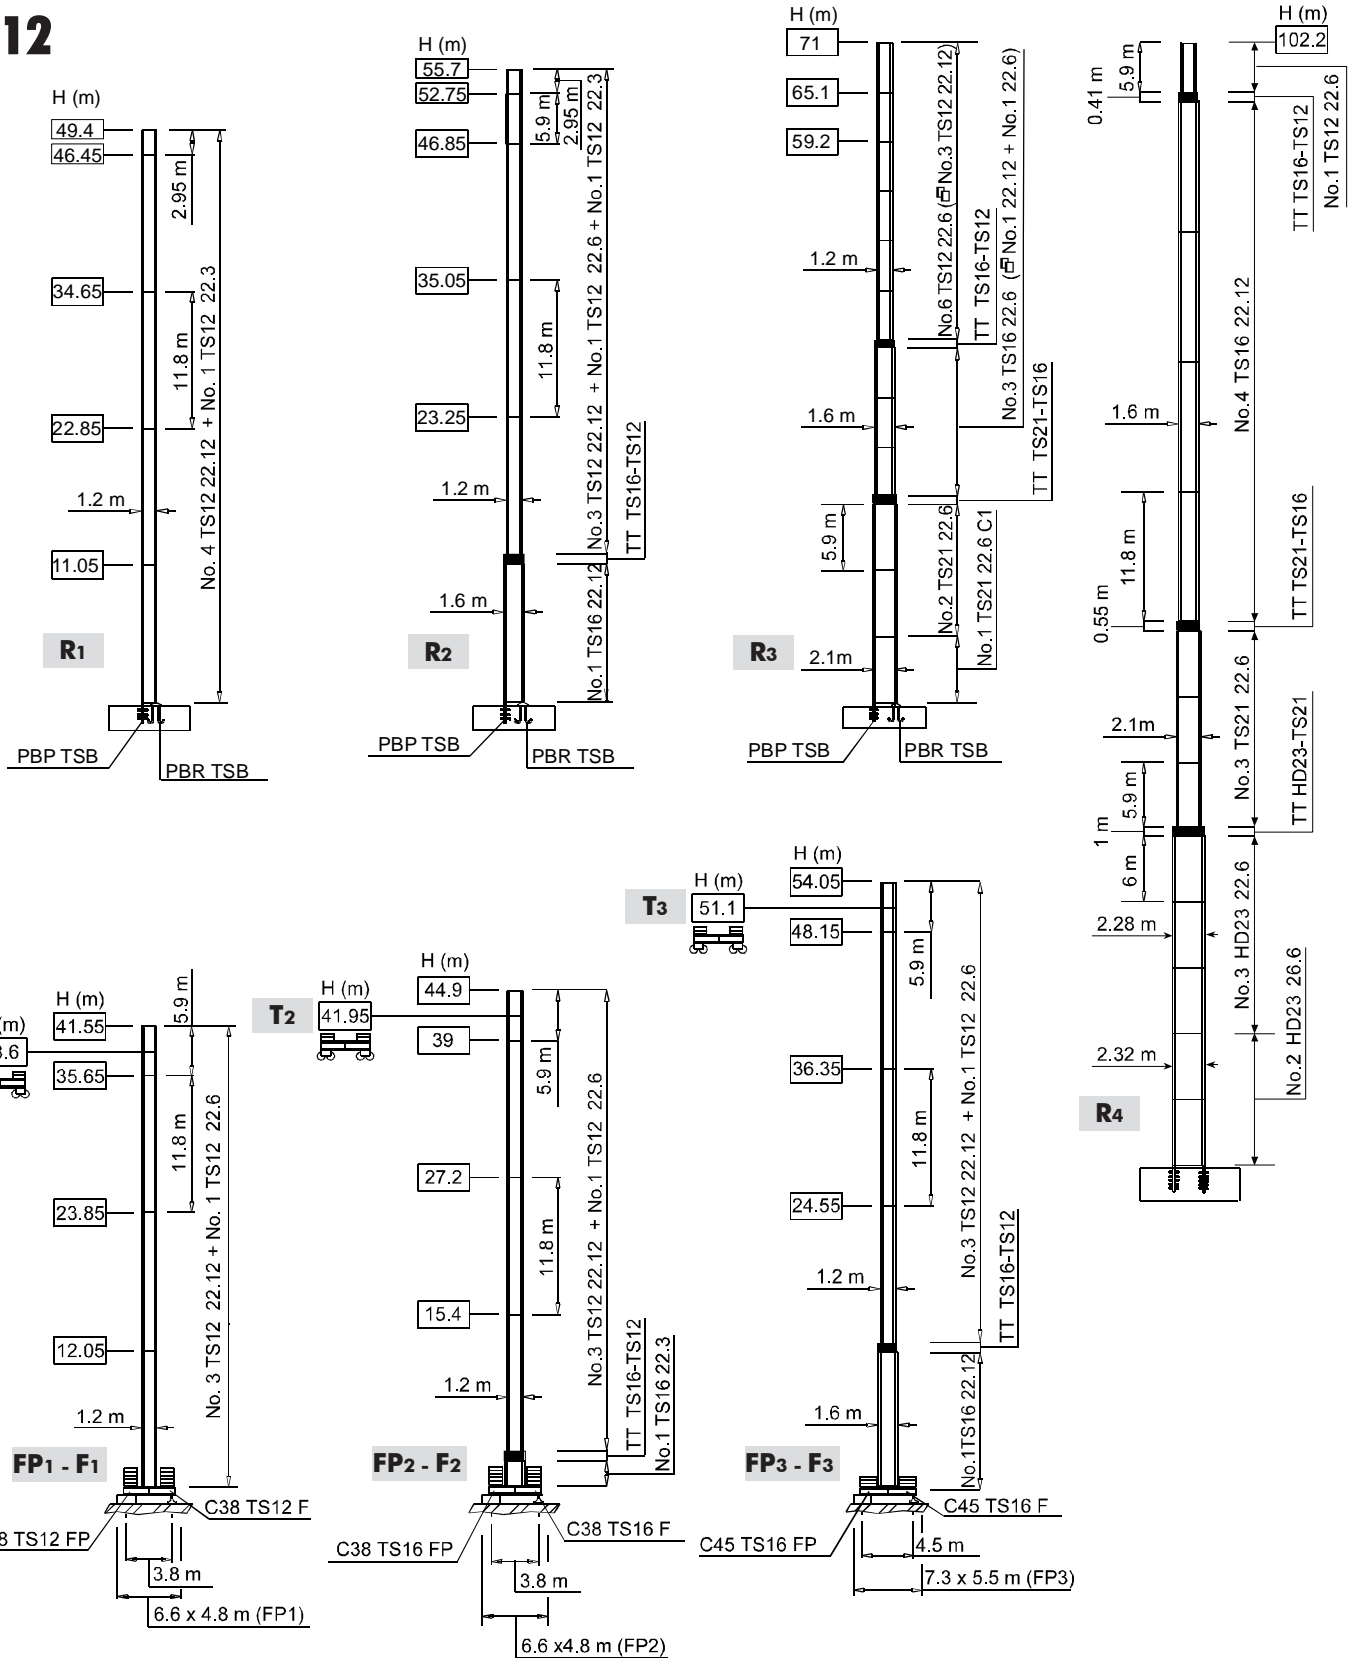 12
H (m)
49.4
46.45
34.65
22.85
11.05
2.95 m
11.8 m
1.2 m
No. 4 TS12 22.12 + No. 1 TS12 22.3
R1
PBP TSB
PBR TSB
H (m)
55.7
52.75
46.85
35.05
23.25
5.9 m
2.95 m
11.8 m
1.2 m
1.6 m
No.3 TS12 22.12 + No.1 TS12 22.6 + No.1 TS12 22.3
TT TS16-TS12
No.1 TS16 22.12
R2
PBP TSB
PBR TSB
H (m)
71
65.1
59.2
1.2 m
1.6 m
5.9 m
2.1m
No.6 TS12 22.6 (No.3 TS12 22.12)
TT TS16-TS12
No.3 TS16 22.6 (No.1 22.12 + No.1 22.6)
TT TS21-TS16
No.2 TS21 22.6
No.1 TS21 22.6 C1
R3
PBP TSB
PBR TSB
H (m)
102.2
5.9 m
0.41 m
TT TS16-TS12
No.1 TS12 22.6
No.4 TS16 22.12
1.6 m
11.8 m
0.55 m
TT TS21-TS16
No.3 TS21 22.6
2.1m
5.9 m
1 m
TT HD23-TS21
6 m
No.3 HD23 22.6
2.28 m
2.32 m
No.2 HD23 26.6
R4
(m)
.6
H (m)
41.55
35.65
23.85
12.05
5.9 m
11.8 m
1.2 m
No. 3 TS12 22.12 + No. 1 TS12 22.6
FP1 - F1
C38 TS12 F
8 TS12 FP
3.8 m
6.6 x 4.8 m (FP1)
T2
H (m)
41.95
H (m)
44.9
39
27.2
15.4
5.9 m
11.8 m
1.2 m
No.3 TS12 22.12 + No.1 TS12 22.6
TT TS16-TS12
No.1 TS16 22.3
FP2 - F2
C38 TS16 F
C38 TS16 FP
3.8 m
6.6 x4.8 m (FP2)
T3
H (m)
51.1
H (m)
54.05
48.15
36.35
24.55
5.9 m
11.8 m
1.2 m
1.6 m
No.3 TS12 22.12 + No.1 TS12 22.6
TT TS16-TS12
No.1TS16 22.12
FP3 - F3
C45 TS16 F
C45 TS16 FP
4.5 m
7.3 x 5.5 m (FP3)